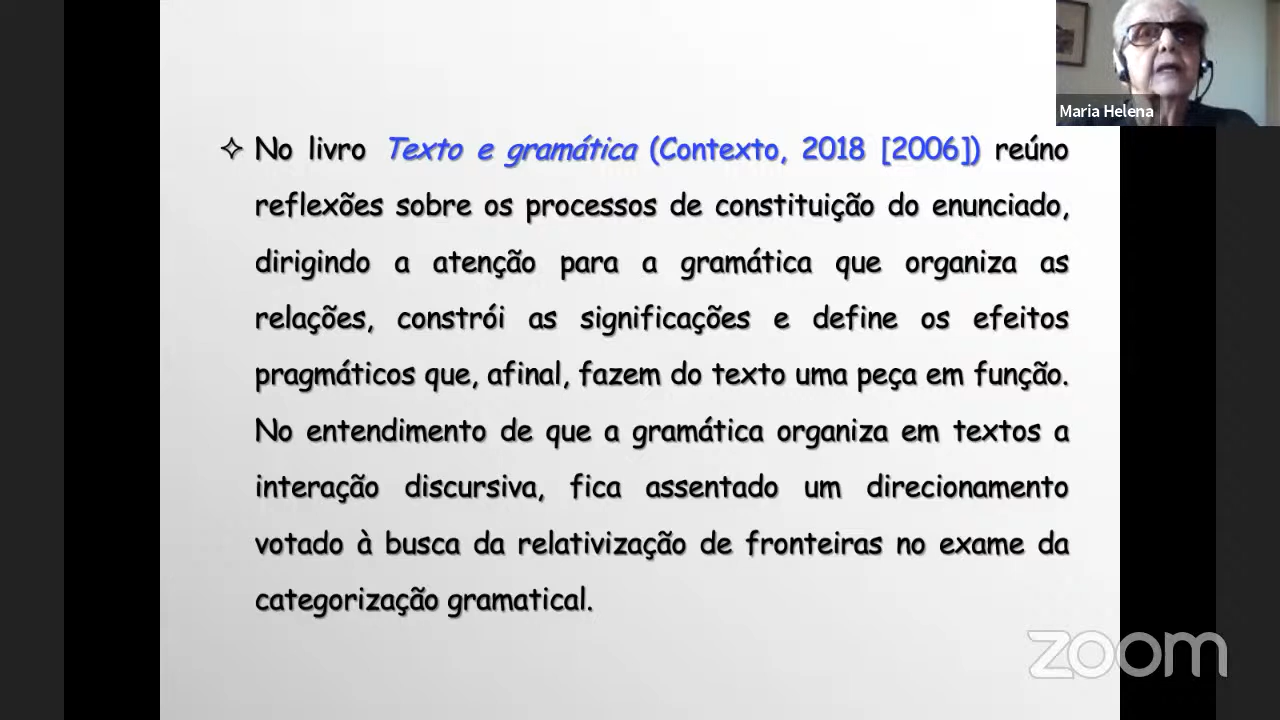 Maria Helena
✧ No livro Texto e gramática (Contexto, 2018 [2006]) reúno
reflexões sobre os processos de constituição do enunciado,
dirigindo a atenção para a gramática que organiza as
relações, constrói as significações e define os efeitos
pragmáticos que, afinal, fazem do texto uma peça em função.
No entendimento de que a gramática organiza em textos a
interação discursiva, fica assentado um direcionamento
votado à busca da relativização de fronteiras no exame da
categorização gramatical.
zoom